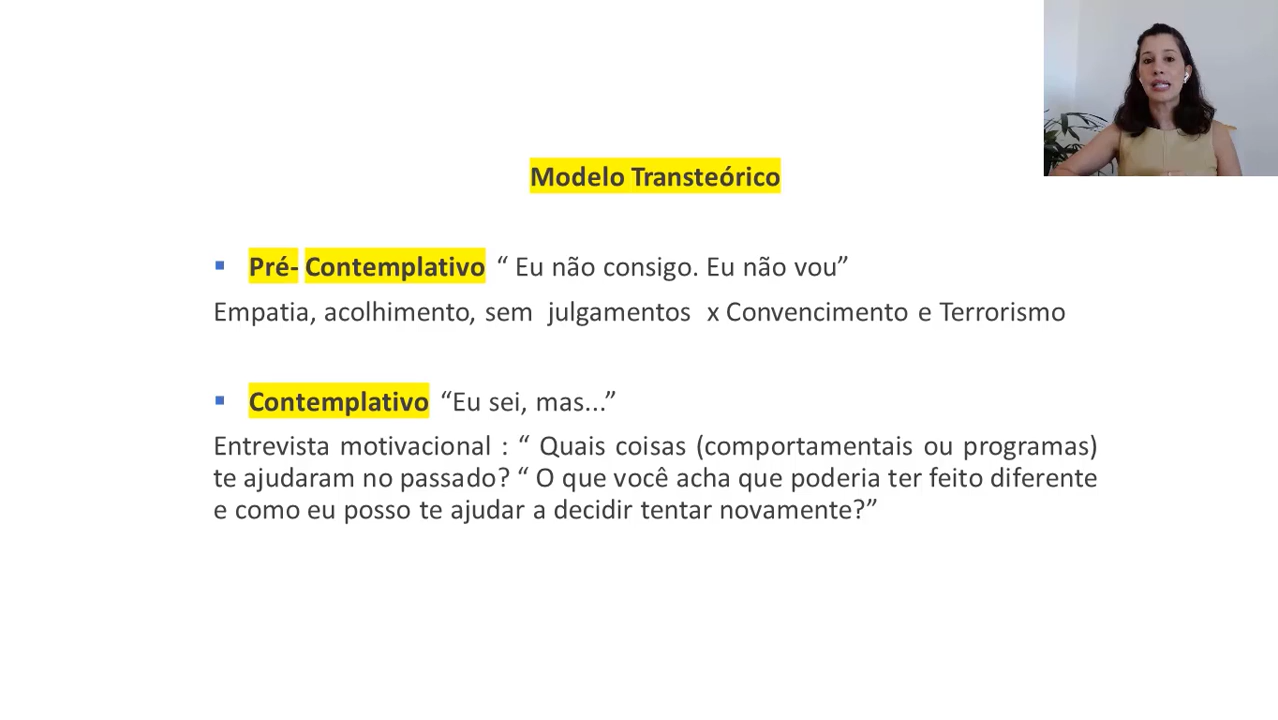 Modelo Transteórico
▪ Pré- Contemplativo “ Eu não consigo. Eu não vou”
Empatia, acolhimento, sem julgamentos x Convencimento e Terrorismo
▪ Contemplativo “Eu sei, mas...”
Entrevista motivacional : “ Quais coisas (comportamentais ou programas)
te ajudaram no passado? “ O que você acha que poderia ter feito diferente
e como eu posso te ajudar a decidir tentar novamente?”